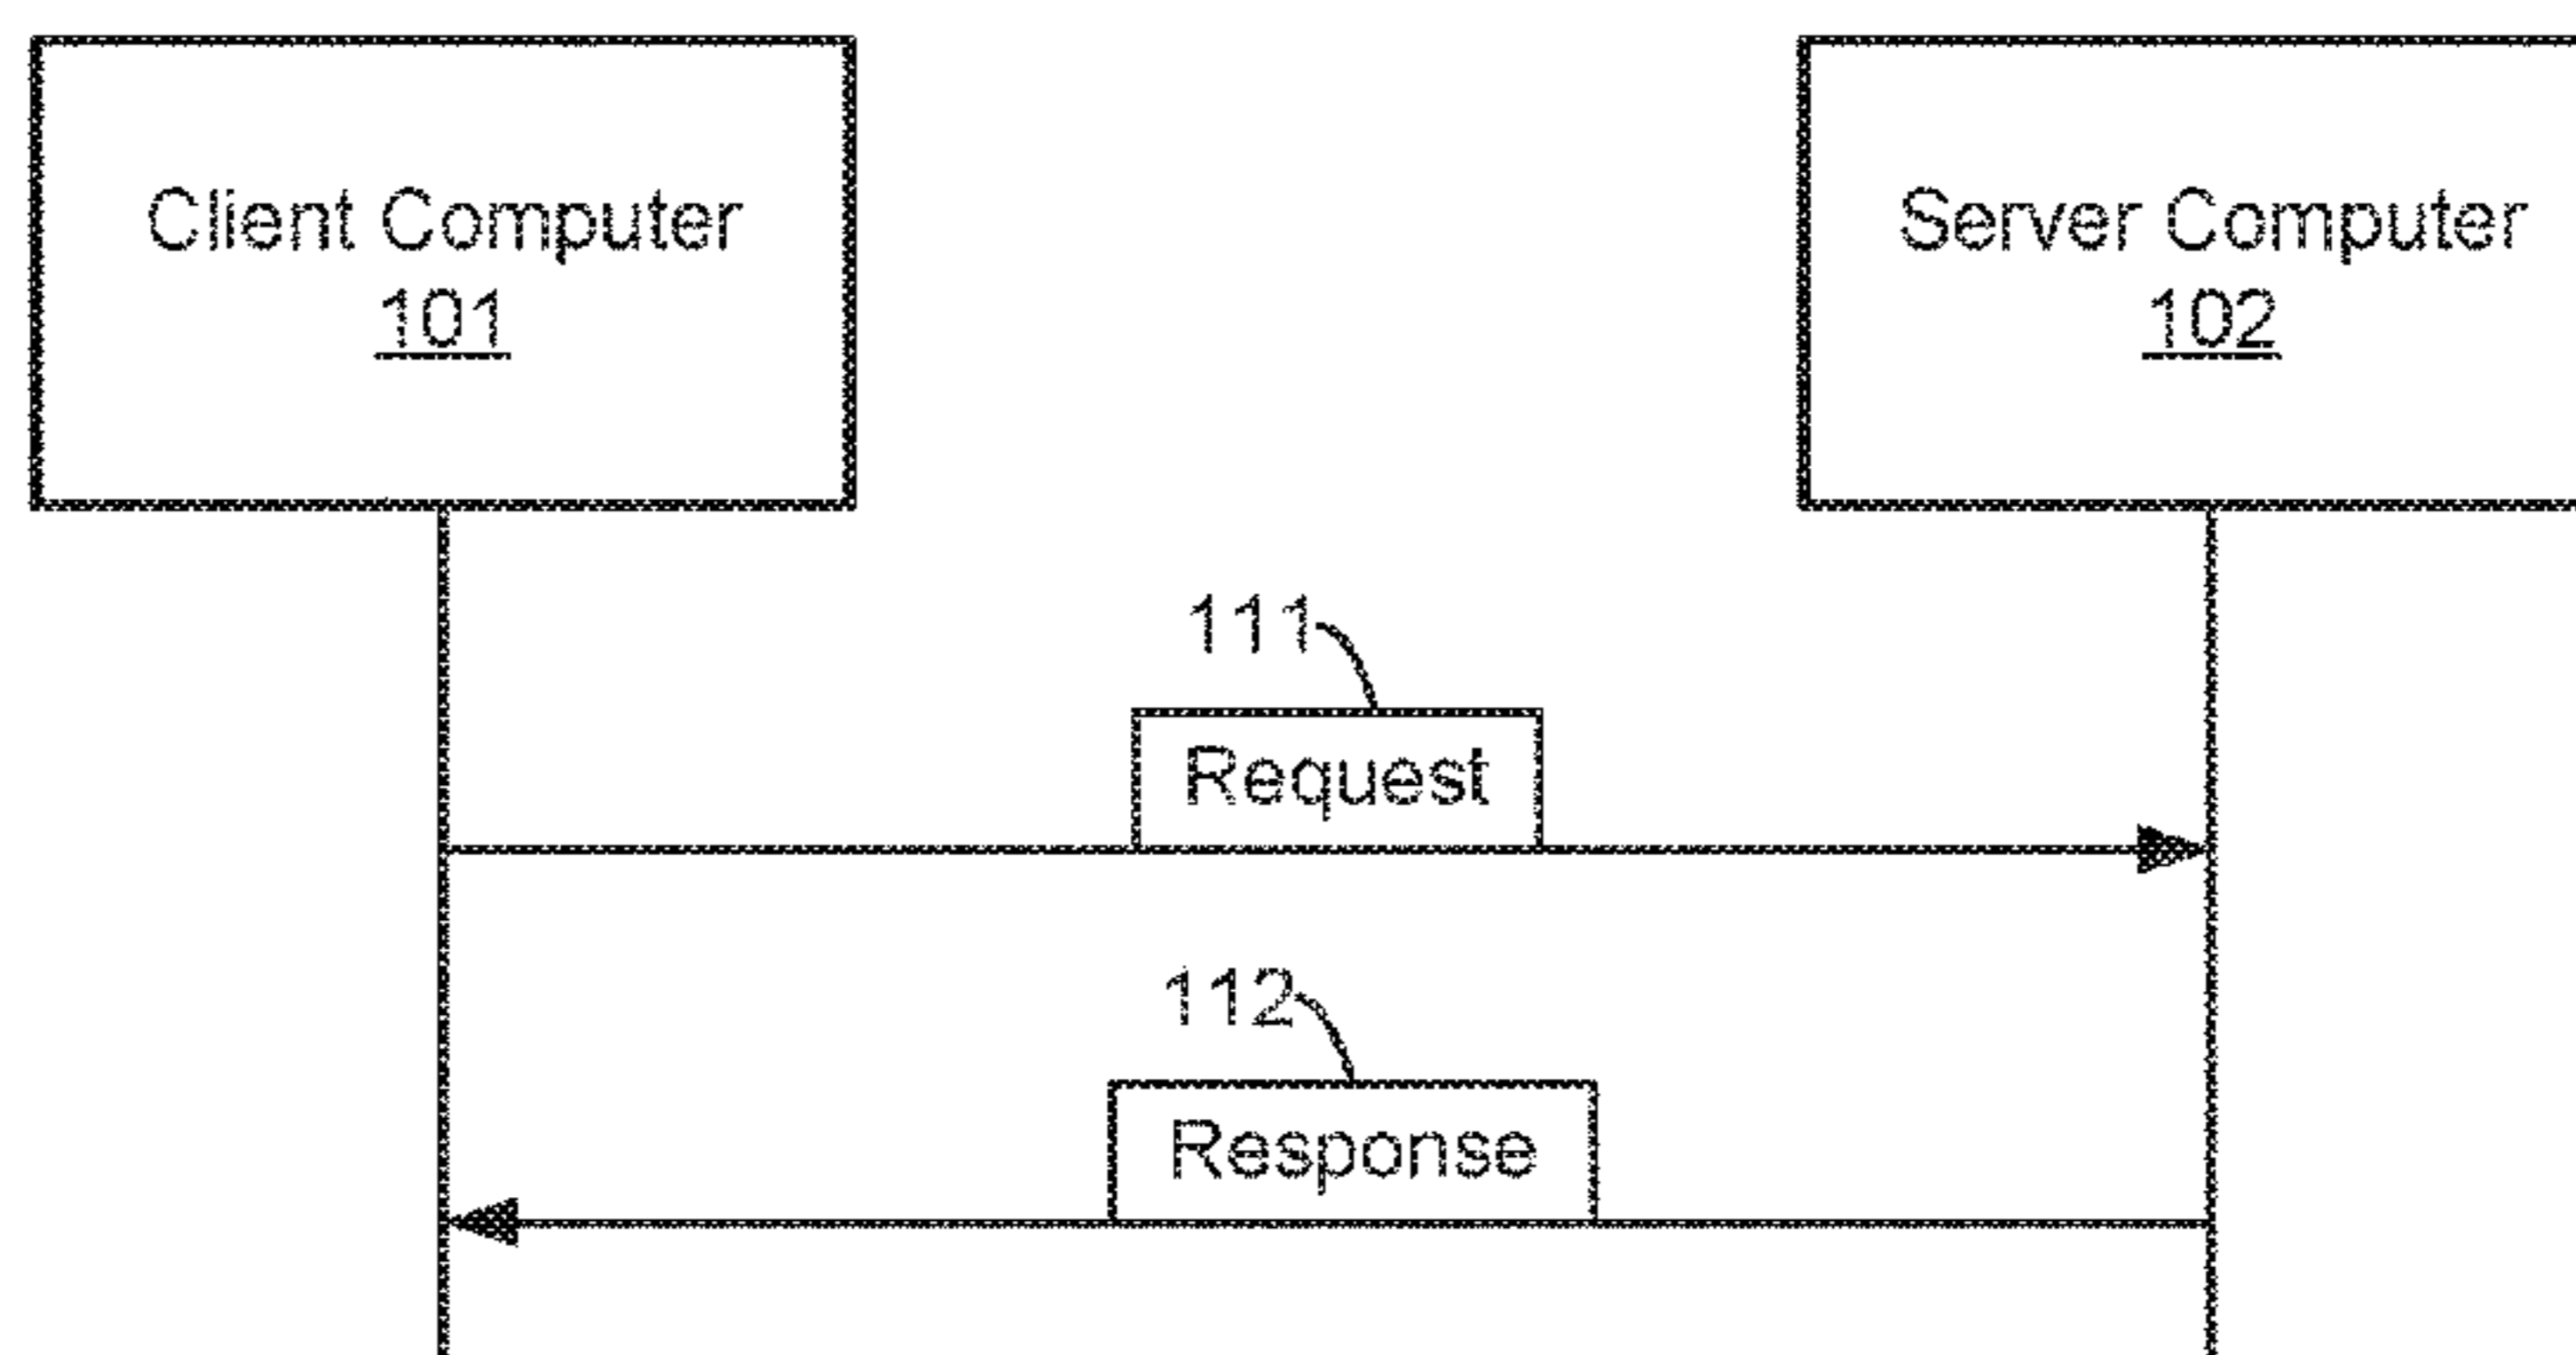 Client Computer
101
Server Computer
102
111
Request
112
Response